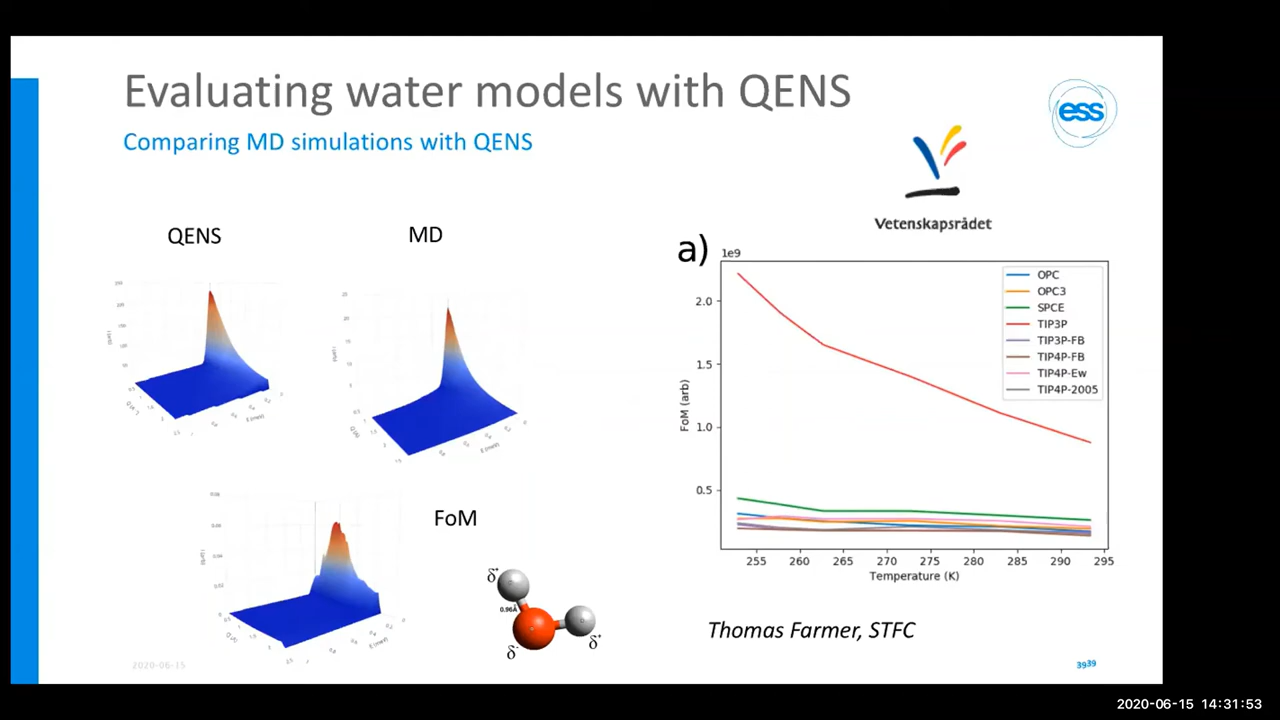 Evaluating water models with QENS
Comparing MD simulations with QENS
ess
Vetenskapsrådet
QENS
MD
FoM
δ⁺
0.96Å
δ⁻
δ⁺
a)
1e9
OPC
OPC3
SPCE
TIP3P
TIP3P-FB
TIP4P-FB
TIP4P-Ew
TIP4P-2005
2.0
1.5
1.0
0.5
FoM (arb)
255 260 265 270 275 280 285 290 295
Temperature (K)
Thomas Farmer, STFC
2020-06-15
3939
2020-06-15 14:31:53